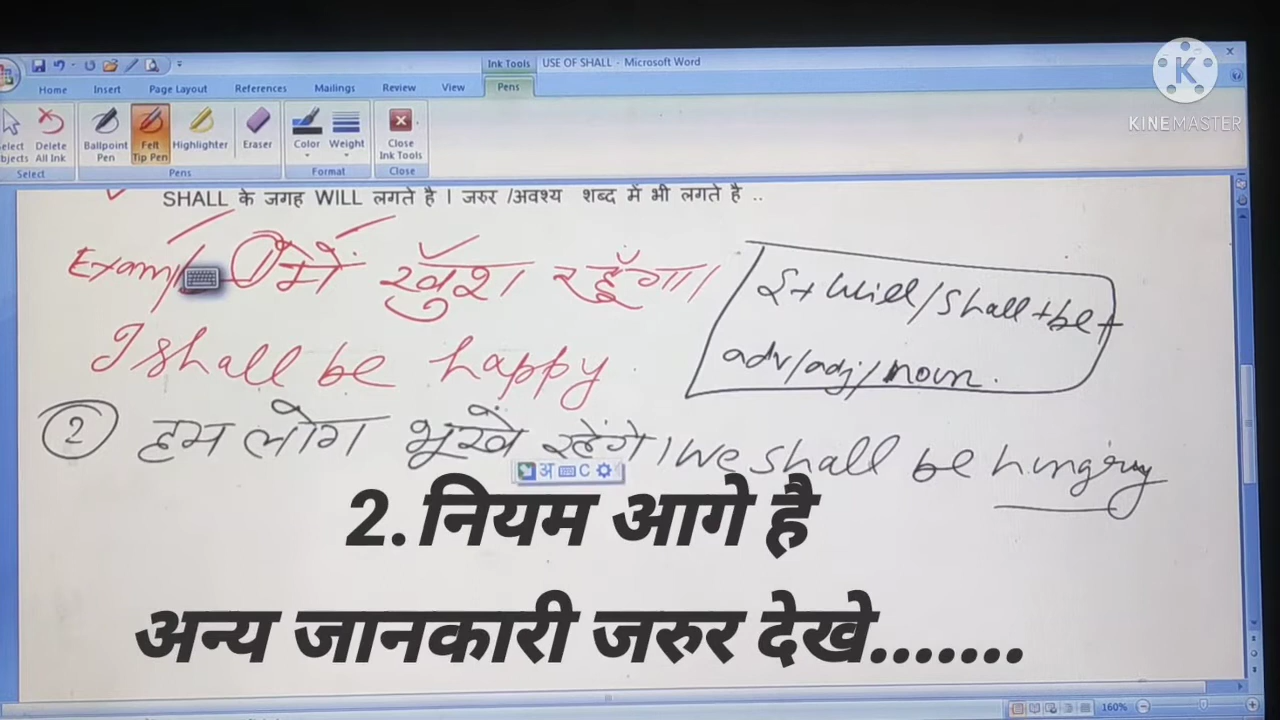 Ink Tools USE OF SHALL - Microsoft Word
Home Insert Page Layout References Mailings Review View Pens
Select Objects Delete All Ink Ballpoint Pen Felt Tip Pen Highlighter Eraser Color Weight Close Ink Tools
Select Pens Format Close
K
KINEMASTER
SHALL के जगह WILL लगते है । जरुर /अवश्य शब्द में भी लगते है ..
① में खुँश रहूँगा।
S+ Will/Shall +be+
adv/adj/noun.
I shall be happy
② हम लोग भूखें रहेंगे। We shall be hungry
अ C
2. नियम आगे है
अन्य जानकारी जरुर देखे.......
160%